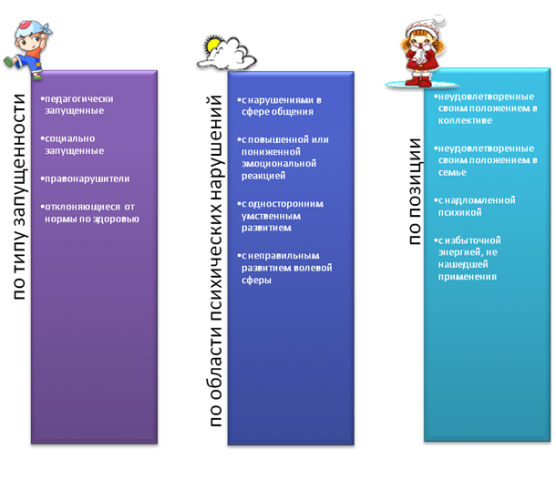 по типу запущенности
•педагогически
запущенные
•социально
запущенные
•правонарушители
•отклоняющиеся от
нормы по здоровью
по области психических нарушений
•с нарушениями в
сфере общения
•с повышенной или
пониженной
эмоциональной
реакцией
•с односторонним
умственным
развитием
•с неправильным
развитием волевой
сферы
по позиции
•неудовлетворенные
своим положением в
коллективе
•неудовлетворенные
своим положением в
семье
•с надломленной
психикой
•с избыточной
энергией, не
нашедшей
применения